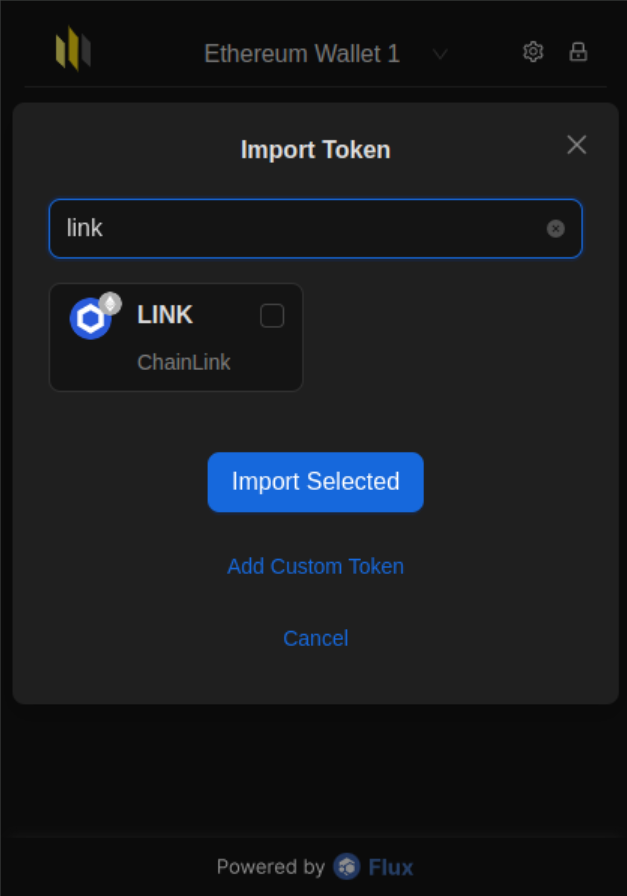 Ethereum Wallet 1
Import Token
link
LINK
ChainLink
Import Selected
Add Custom Token
Cancel
Powered by Flux